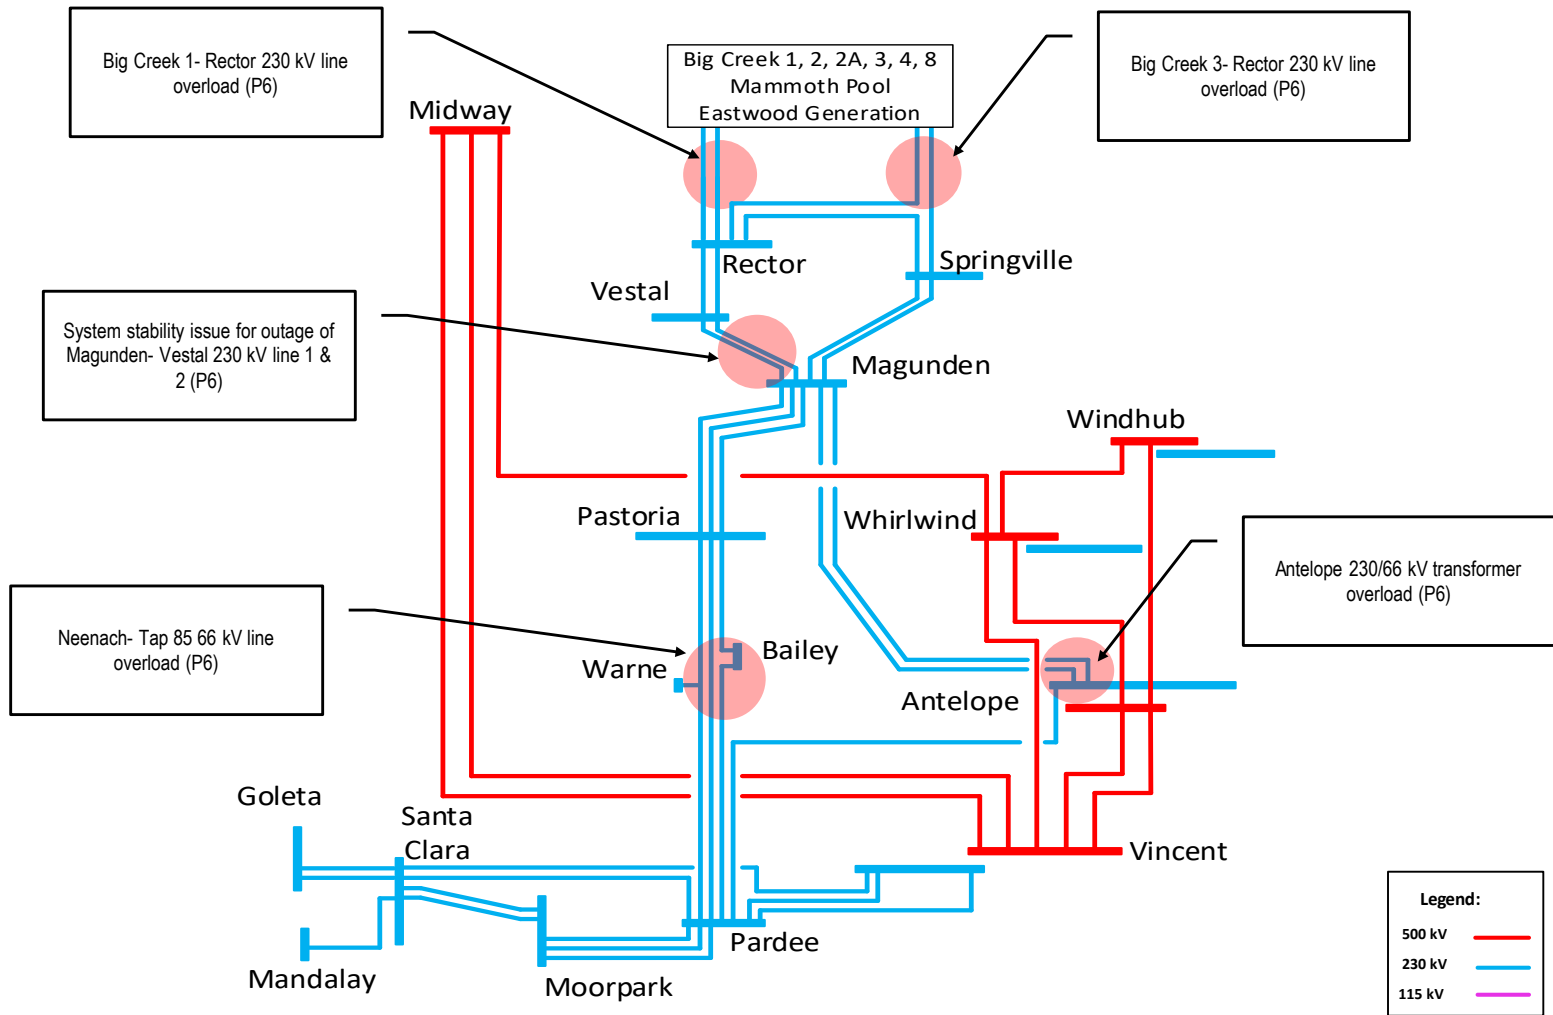 Big Creek 1- Rector 230 kV line
overload (P6)
Big Creek 1, 2, 2A, 3, 4, 8
Mammoth Pool
Eastwood Generation
Big Creek 3- Rector 230 kV line
overload (P6)
Midway
Rector
Springville
Vestal
System stability issue for outage of
Magunden- Vestal 230 kV line 1 &
2 (P6)
Magunden
Windhub
Pastoria
Whirlwind
Antelope 230/66 kV transformer
overload (P6)
Neenach- Tap 85 66 kV line
overload (P6)
Warne
Bailey
Antelope
Goleta
Santa
Clara
Vincent
Pardee
Mandalay
Moorpark
Legend:
500 kV
230 kV
115 kV